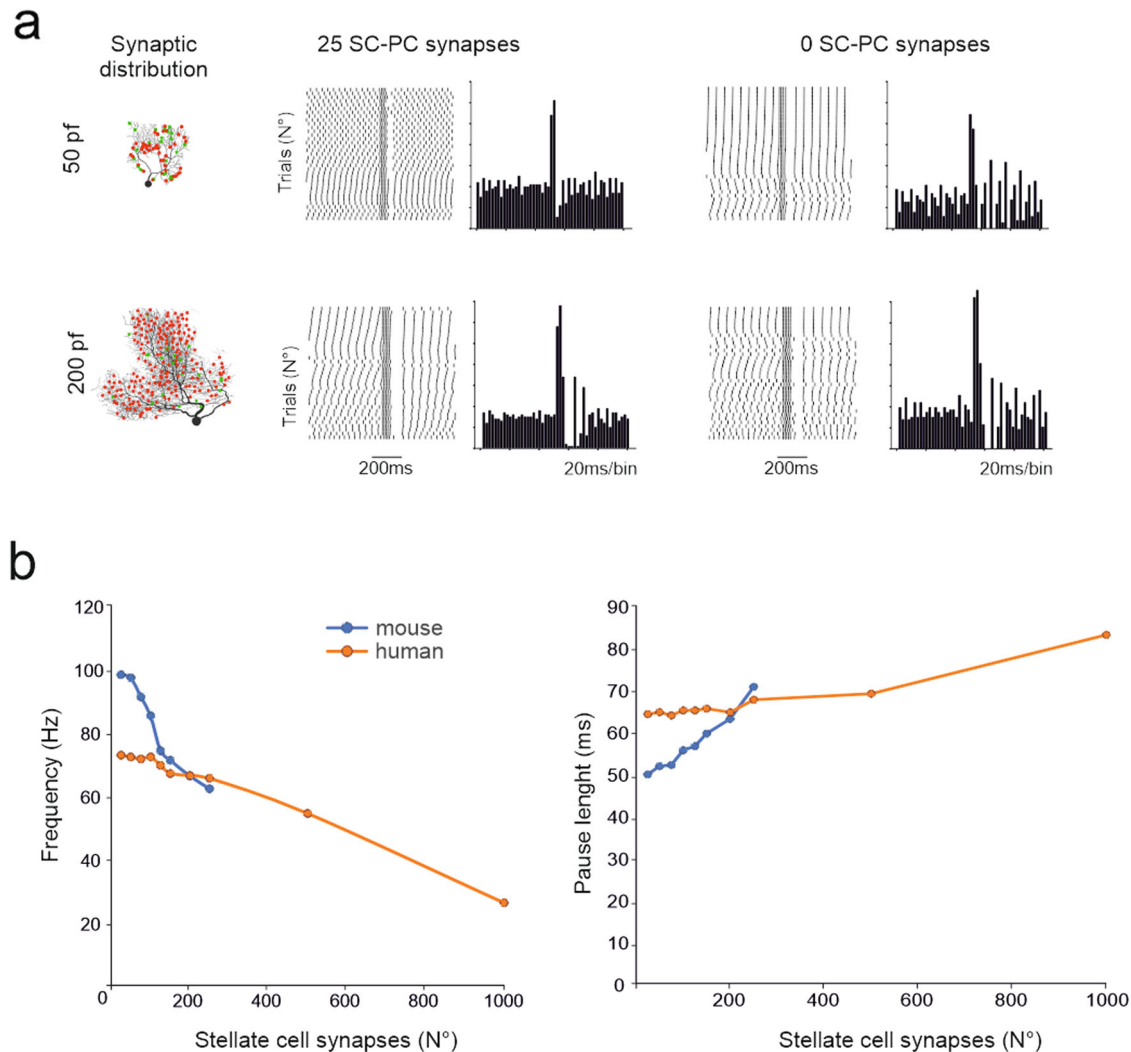 a
Synaptic
distribution
25 SC-PC synapses
0 SC-PC synapses
50 pf
Trials (N°)
200 pf
Trials (N°)
200ms
20ms/bin
200ms
20ms/bin
b
120
100
80
60
40
20
0
200
400
600
800
1000
Frequency (Hz)
Stellate cell synapses (N°)
mouse
human
90
80
70
60
50
40
30
20
10
0
200
400
600
800
1000
Pause lenght (ms)
Stellate cell synapses (N°)